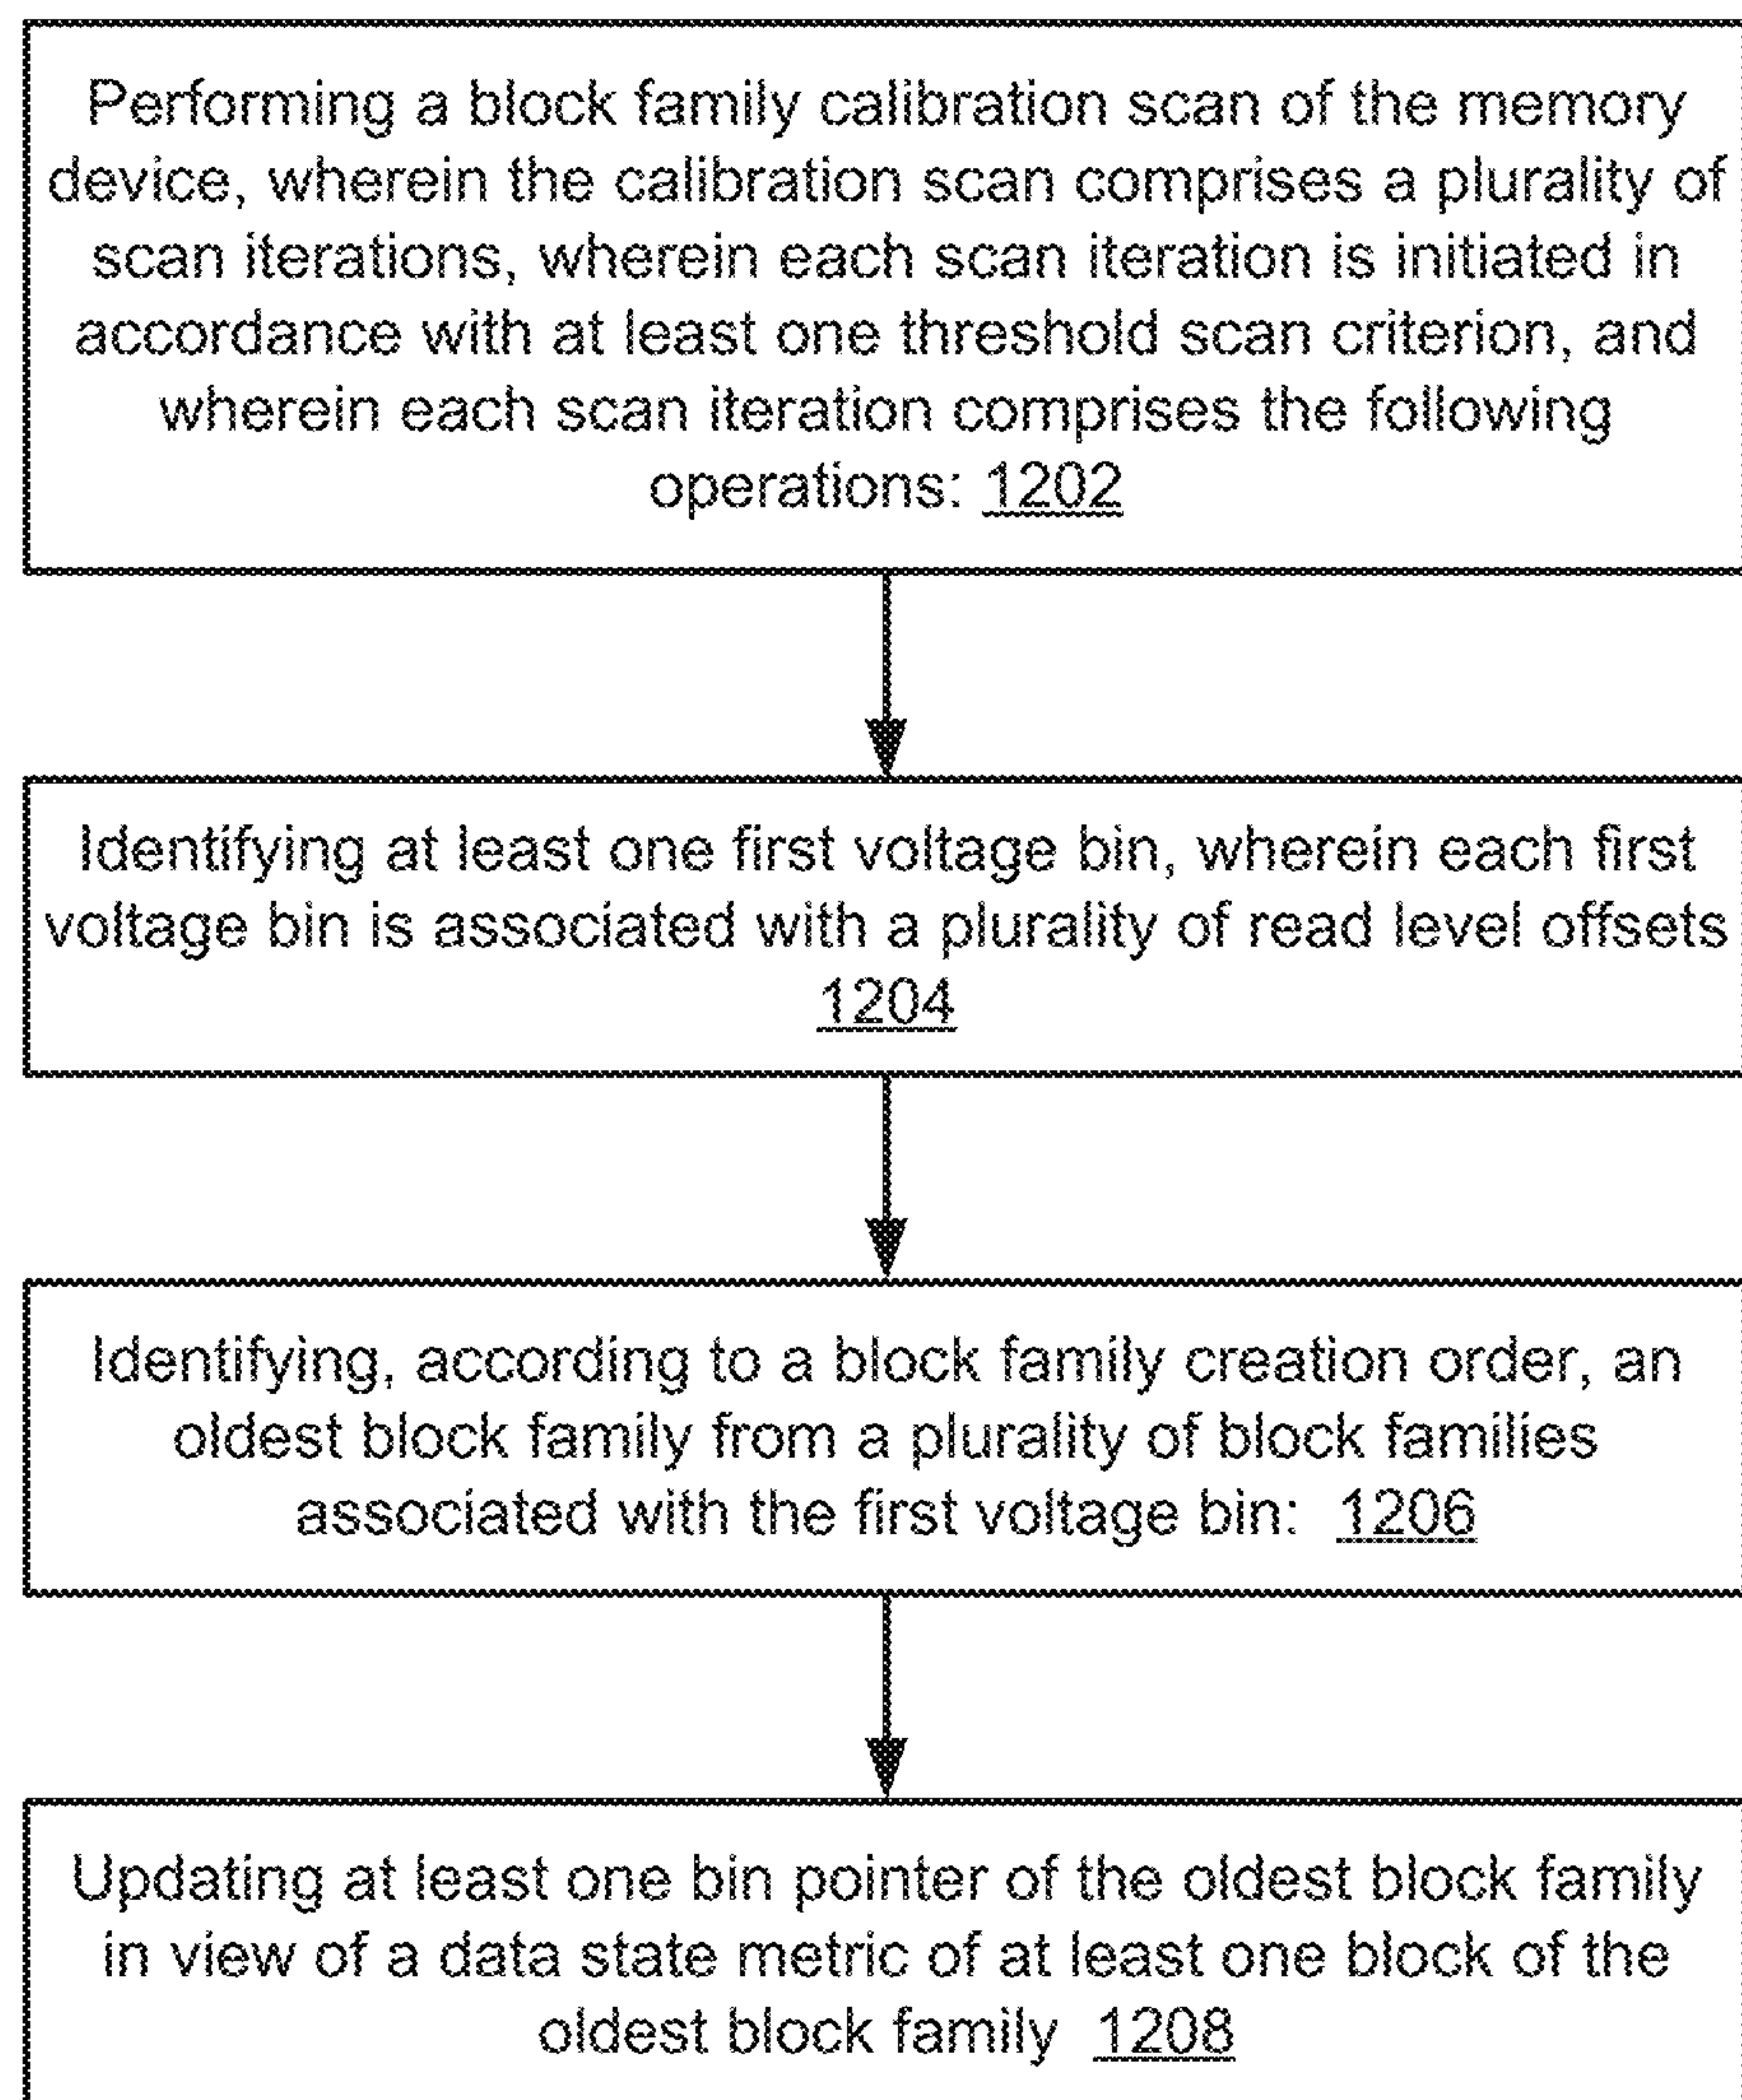 Performing a block family calibration scan of the memory
device, wherein the calibration scan comprises a plurality of
scan iterations, wherein each scan iteration is initiated in
accordance with at least one threshold scan criterion, and
wherein each scan iteration comprises the following
operations: 1202
Identifying at least one first voltage bin, wherein each first
voltage bin is associated with a plurality of read level offsets
1204
Identifying, according to a block family creation order, an
oldest block family from a plurality of block families
associated with the first voltage bin: 1206
Updating at least one bin pointer of the oldest block family
in view of a data state metric of at least one block of the
oldest block family 1208